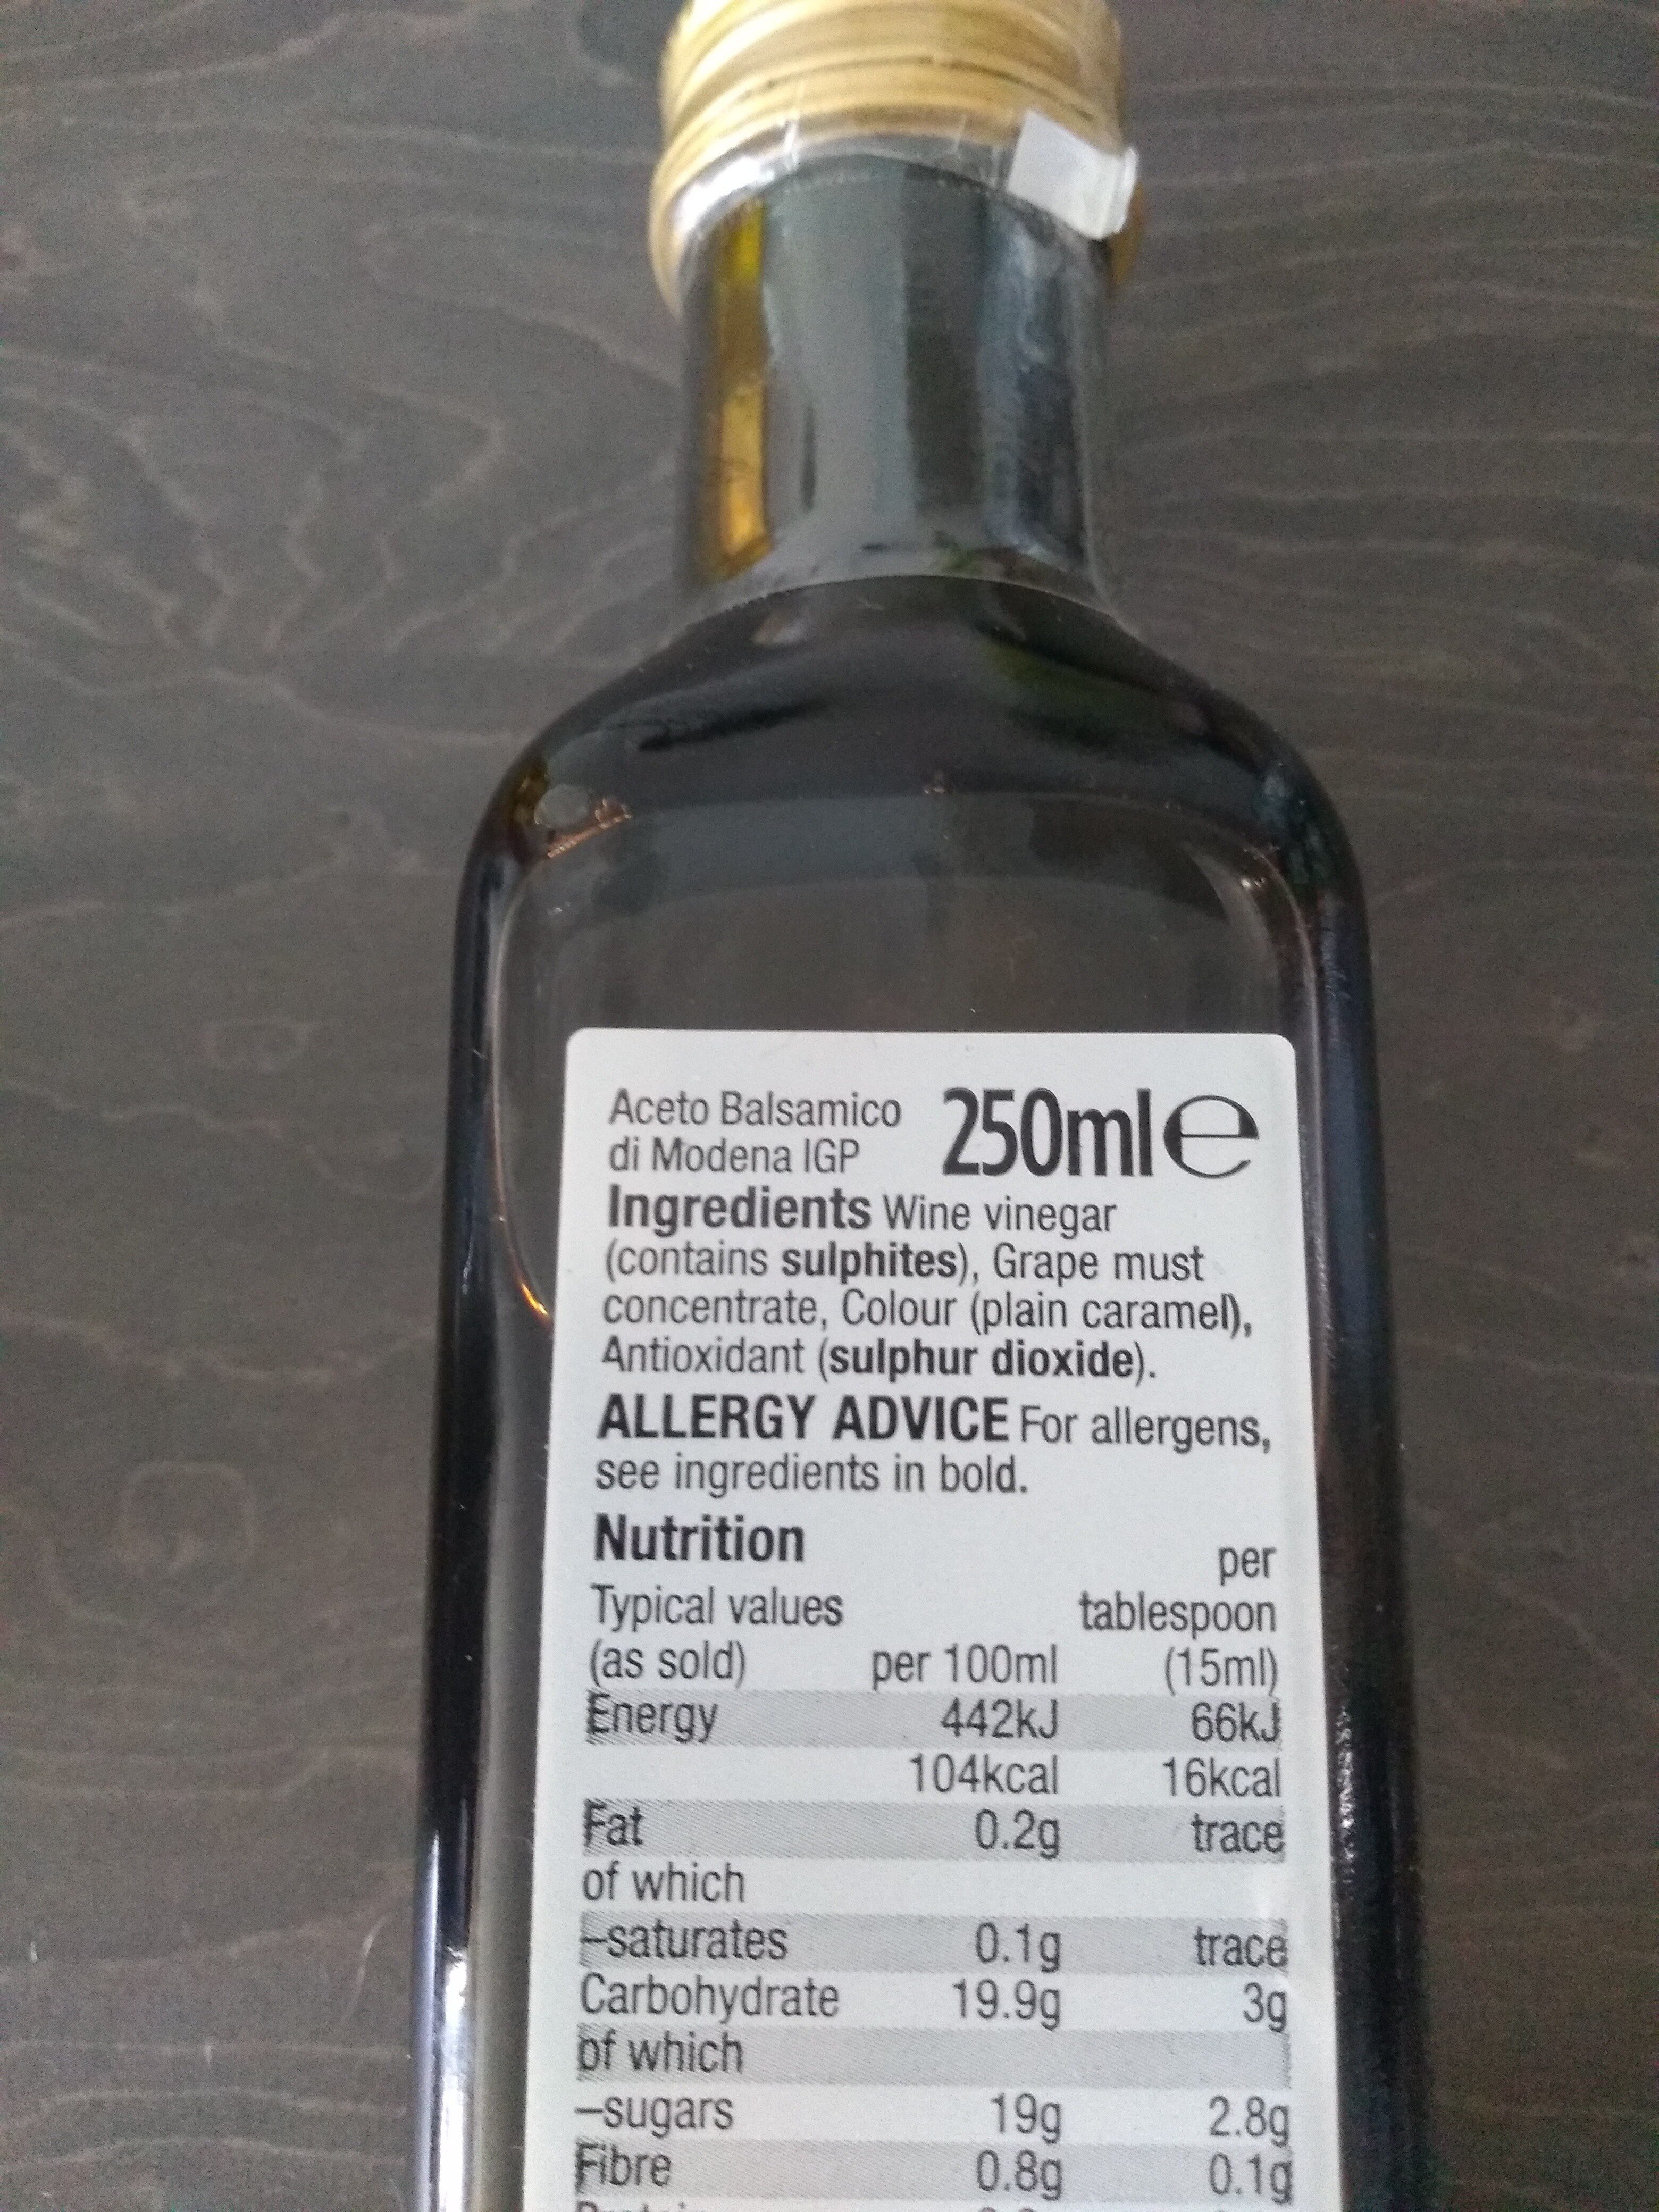 Aceto Balsamico 250ml℮
di Modena IGP
Ingredients Wine vinegar
(contains sulphites), Grape must
concentrate, Colour (plain caramel),
Antioxidant (sulphur dioxide).
ALLERGY ADVICE For allergens,
see ingredients in bold.
Nutrition
per
Typical values tablespoon
(as sold) per 100ml (15ml)
Energy 442kJ 66kJ
104kcal 16kcal
Fat 0.2g trace
of which
–saturates 0.1g trace
Carbohydrate 19.9g 3g
of which
–sugars 19g 2.8g
Fibre 0.8g 0.1g